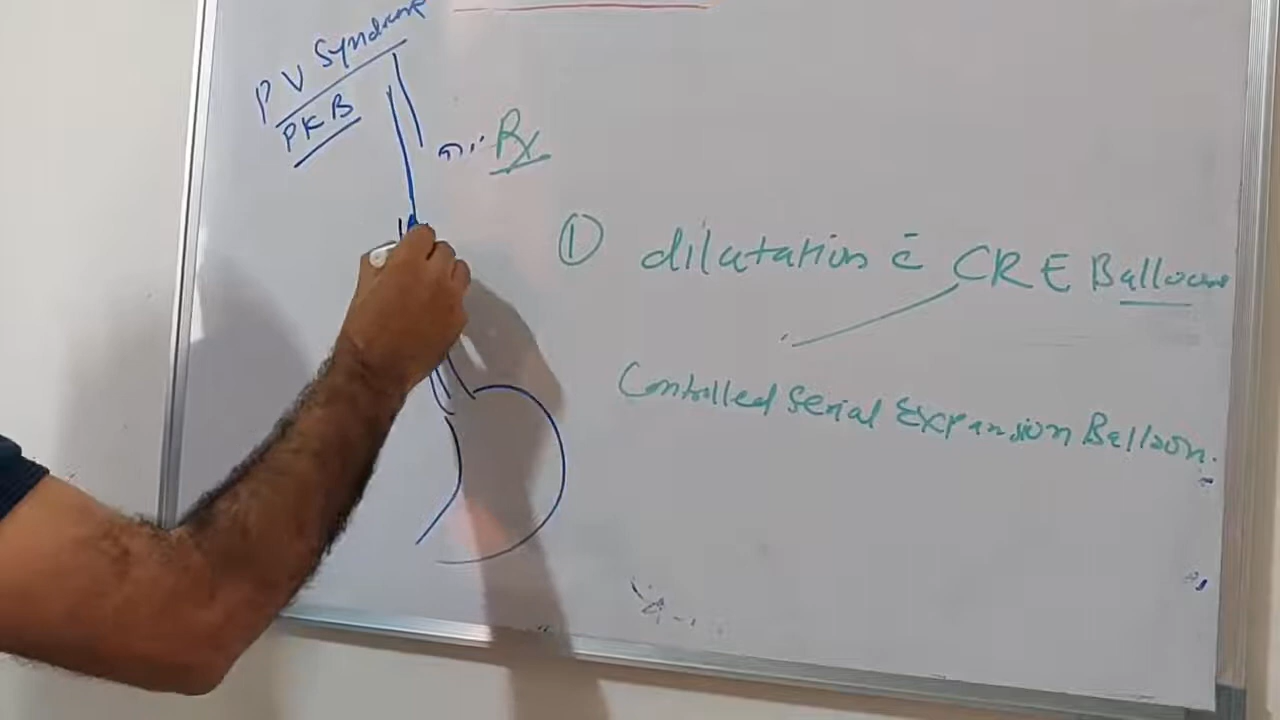 PV Syndrome
PKB
Rx
① dilatation c̄ CRE Balloon
Controlled Serial Expansion Balloon.